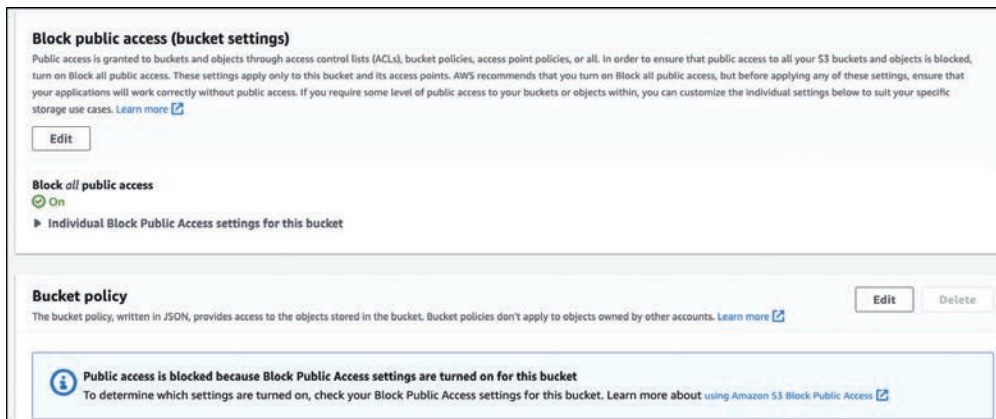 Block public access (bucket settings)
Public access is granted to buckets and objects through access control lists (ACLs), bucket policies, access point policies, or all. In order to ensure that public access to all your S3 buckets and objects is blocked,
turn on Block all public access. These settings apply only to this bucket and its access points. AWS recommends that you turn on Block all public access, but before applying any of these settings, ensure that
your applications will work correctly without public access. If you require some level of public access to your buckets or objects within, you can customize the individual settings below to suit your specific
storage use cases. Learn more
Edit
Block all public access
On
Individual Block Public Access settings for this bucket
Bucket policy
Edit
Delete
The bucket policy, written in JSON, provides access to the objects stored in the bucket. Bucket policies don't apply to objects owned by other accounts. Learn more
Public access is blocked because Block Public Access settings are turned on for this bucket
To determine which settings are turned on, check your Block Public Access settings for this bucket. Learn more about using Amazon S3 Block Public Access